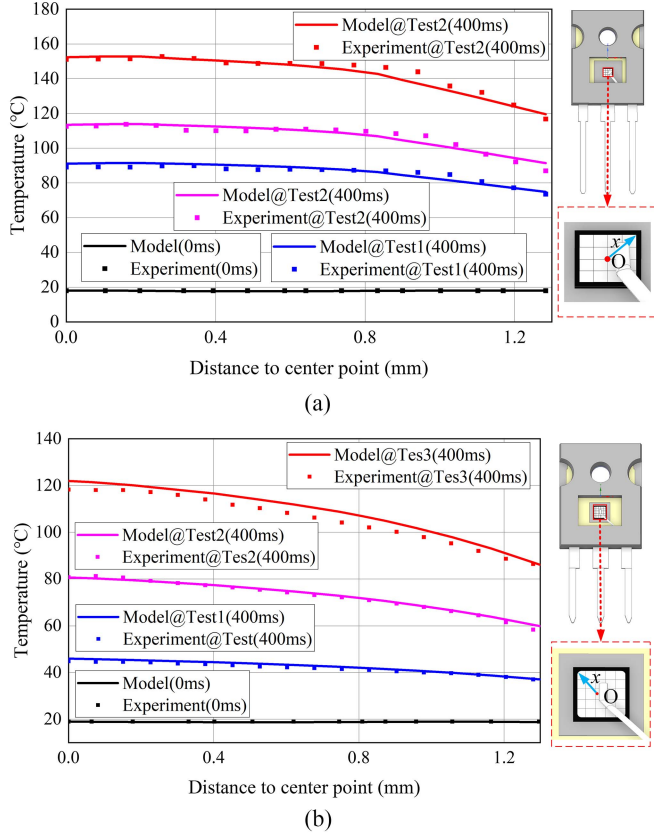 180
160
140
120
100
80
60
40
20
0
Temperature (℃)
Model@Test2(400ms)
Experiment@Test2(400ms)
Model@Test2(400ms)
Experiment@Test2(400ms)
Model(0ms)
Experiment(0ms)
Model@Test1(400ms)
Experiment@Test1(400ms)
0.0 0.4 0.8 1.2
Distance to center point (mm)
x
O
(a)
140
120
100
80
60
40
20
Temperature (℃)
Model@Tes3(400ms)
Experiment@Tes3(400ms)
Model@Test2(400ms)
Experiment@Tes2(400ms)
Model@Test1(400ms)
Experiment@Test(400ms)
Model(0ms)
Experiment(0ms)
0.0 0.4 0.8 1.2
Distance to center point (mm)
x
O
(b)